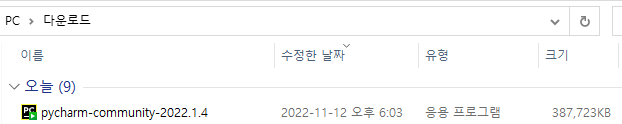 PC > 다운로드
이름 수정한 날짜 유형 크기
오늘 (9)
PC pycharm-community-2022.1.4 2022-11-12 오후 6:03 응용 프로그램 387,723KB